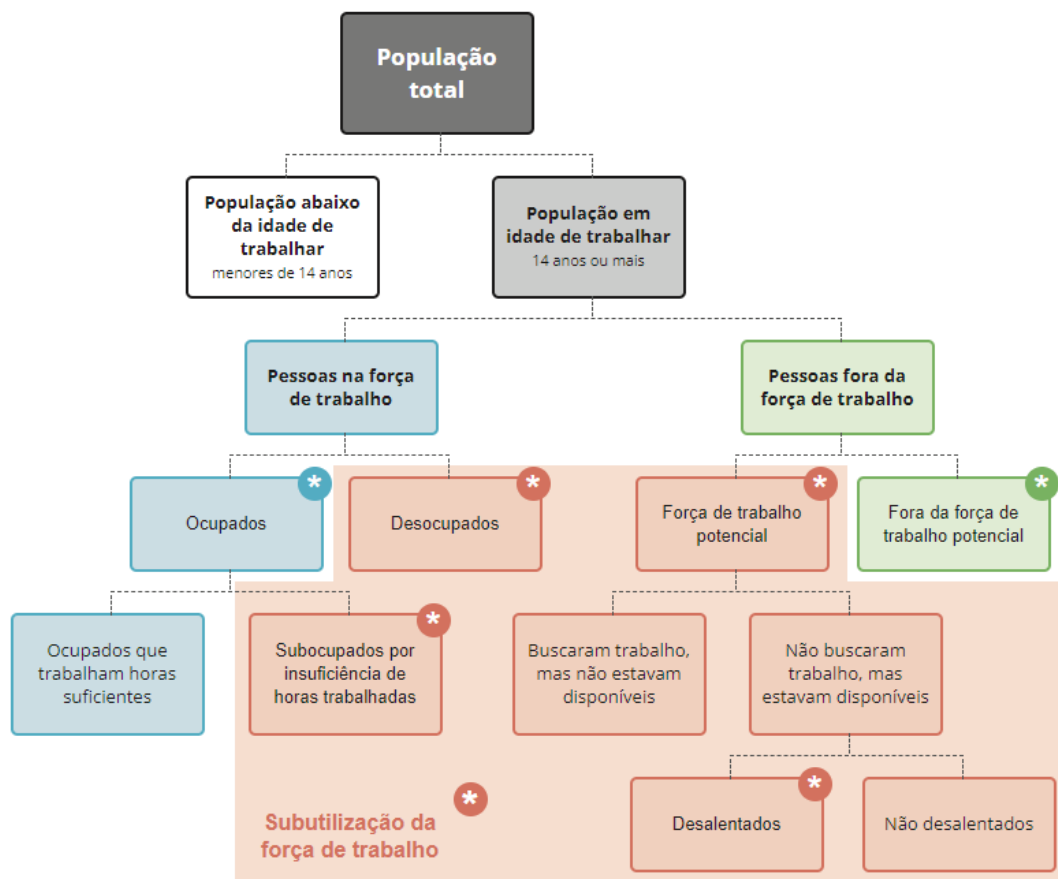 População
total
População abaixo
da idade de
trabalhar
menores de 14 anos
População em
idade de trabalhar
14 anos ou mais
Pessoas na força
de trabalho
Pessoas fora da
força de trabalho
*
Ocupados
*
Desocupados
*
Força de trabalho
potencial
*
Fora da força de
trabalho potencial
Ocupados que
trabalham horas
suficientes
*
Subocupados por
insuficiência de
horas trabalhadas
Buscaram trabalho,
mas não estavam
disponíveis
Não buscaram
trabalho, mas
estavam disponíveis
*
Desalentados
Não desalentados
*
Subutilização da
força de trabalho